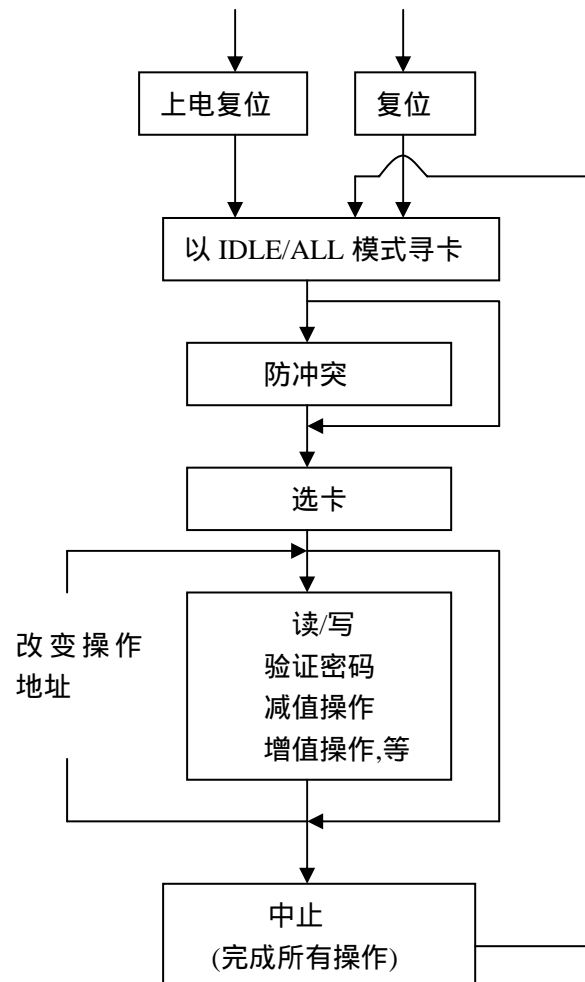 上电复位
复位
以 IDLE/ALL 模式寻卡
防冲突
选卡
改变操作
地址
读/写
验证密码
减值操作
增值操作,等
中止
(完成所有操作)